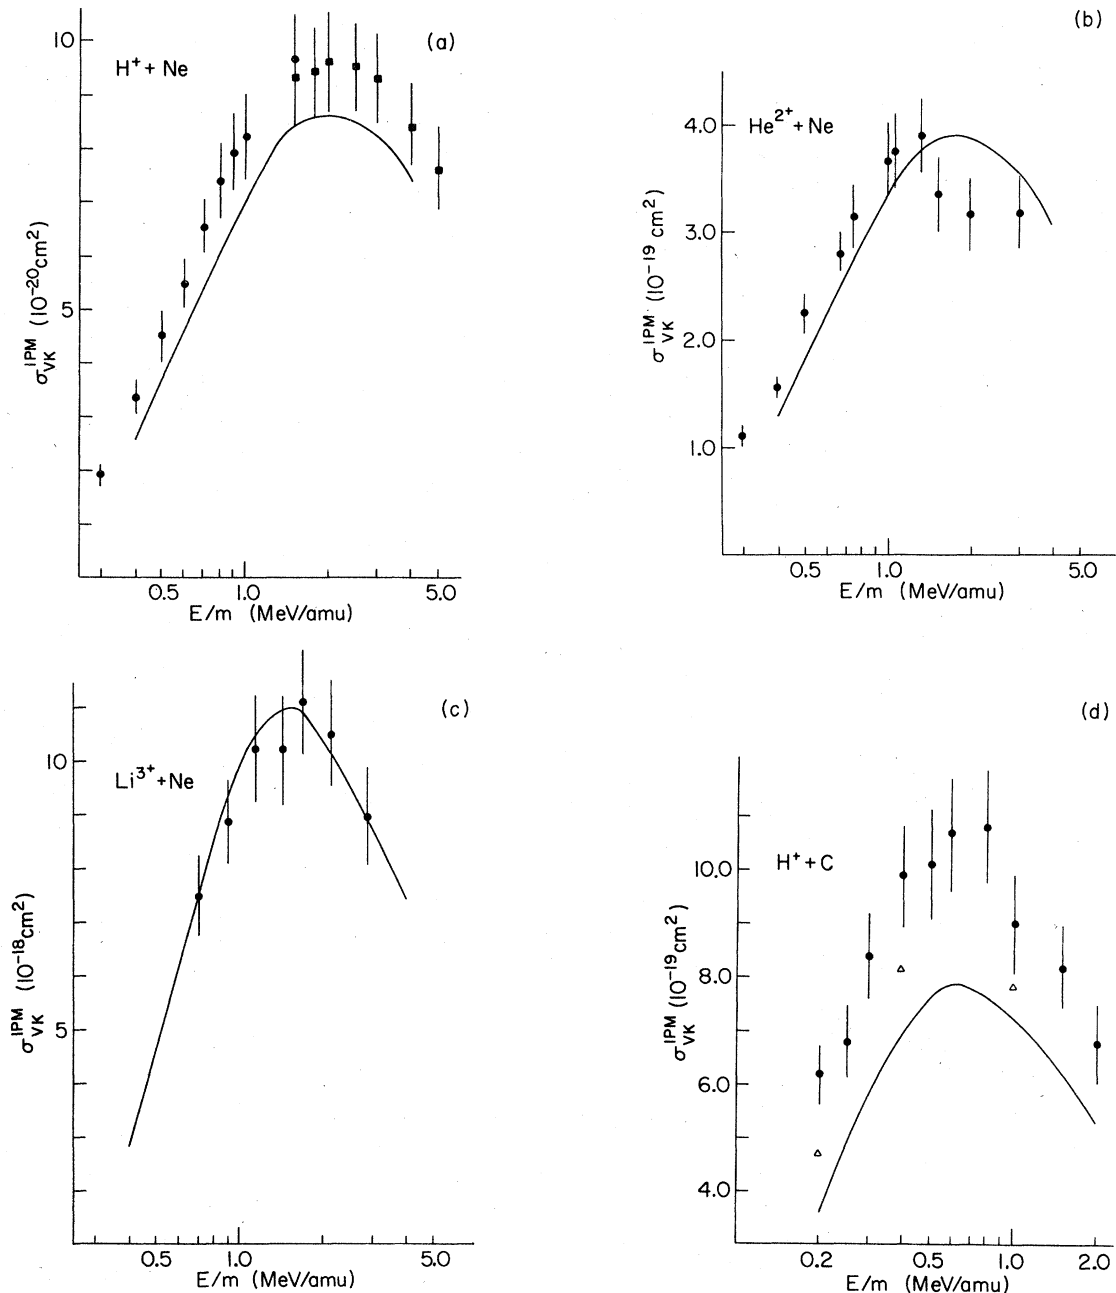 (a)
H⁺ + Ne
10
5
σ_VK^IPM (10⁻²⁰cm²)
0.5 1.0 5.0
E/m (MeV/amu)
(b)
He²⁺ + Ne
4.0
3.0
2.0
1.0
σ_VK^IPM (10⁻¹⁹ cm²)
0.5 1.0 5.0
E/m (MeV/amu)
(c)
Li³⁺ + Ne
10
5
σ_VK^IPM (10⁻¹⁸cm²)
0.5 1.0 5.0
E/m (MeV/amu)
(d)
H⁺ + C
10.0
8.0
6.0
4.0
σ_VK^IPM (10⁻¹⁹cm²)
0.2 0.5 1.0 2.0
E/m (MeV/amu)